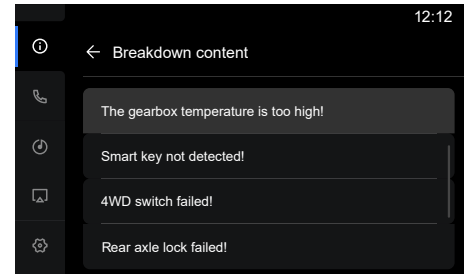 12:12
Breakdown content
The gearbox temperature is too high!
Smart key not detected!
4WD switch failed!
Rear axle lock failed!